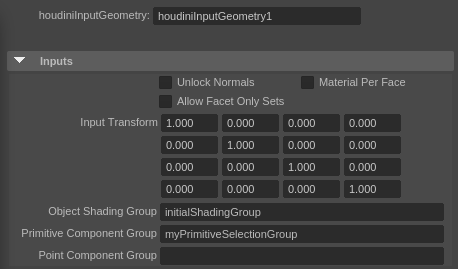 houdiniInputGeometry: houdiniInputGeometry1
Inputs
Unlock Normals Material Per Face
Allow Facet Only Sets
Input Transform 1.000 0.000 0.000 0.000
0.000 1.000 0.000 0.000
0.000 0.000 1.000 0.000
0.000 0.000 0.000 1.000
Object Shading Group initialShadingGroup
Primitive Component Group myPrimitiveSelectionGroup
Point Component Group